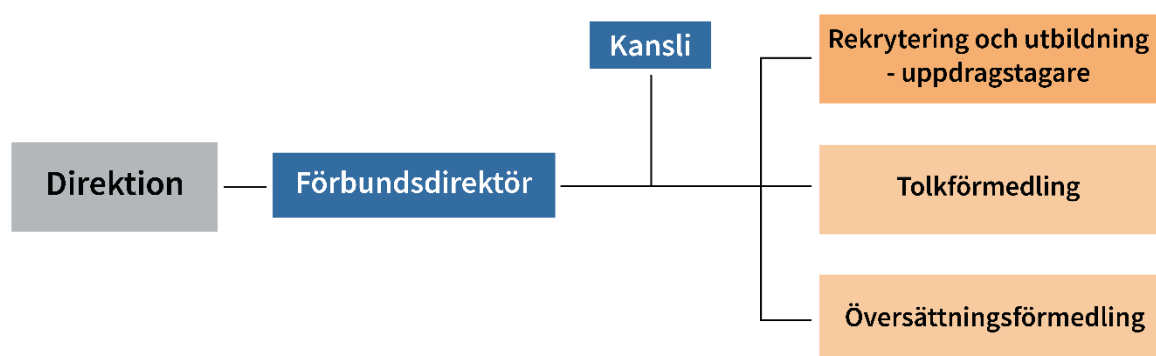 Direktion
Förbundsdirektör
Kansli
Rekrytering och utbildning
- uppdragstagare
Tolkförmedling
Översättningsförmedling